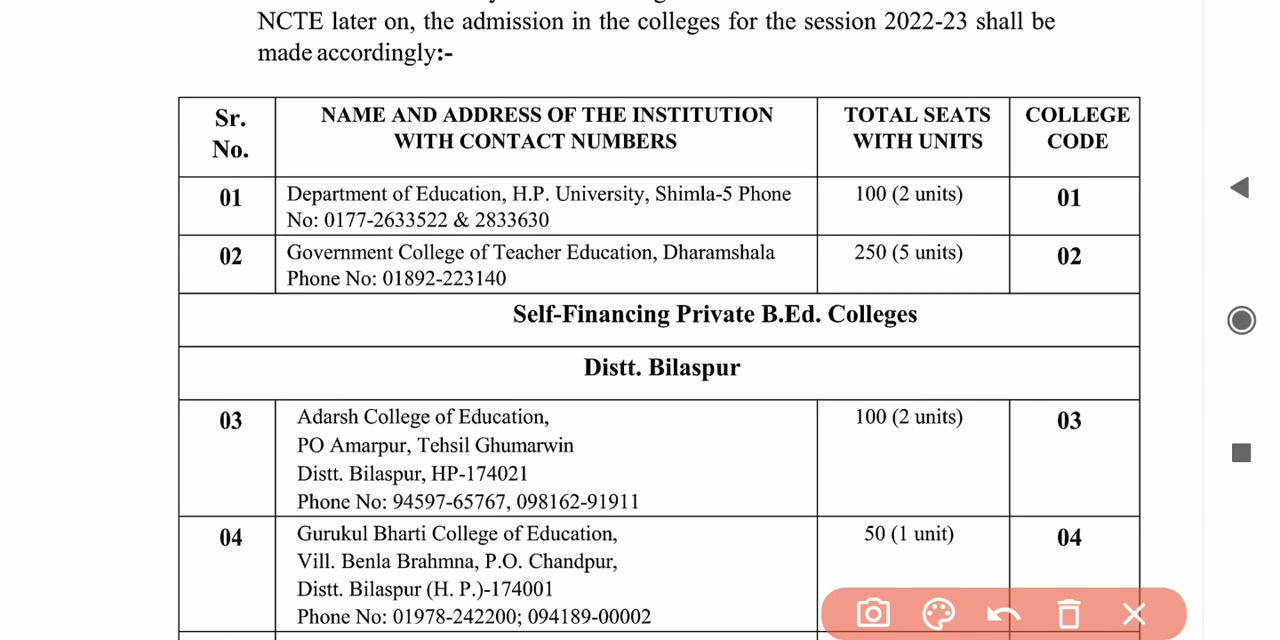 NCTE later on, the admission in the colleges for the session 2022-23 shall be
made accordingly:-
Sr. No.
NAME AND ADDRESS OF THE INSTITUTION WITH CONTACT NUMBERS
TOTAL SEATS WITH UNITS
COLLEGE CODE
01
Department of Education, H.P. University, Shimla-5 Phone
No: 0177-2633522 & 2833630
100 (2 units)
01
02
Government College of Teacher Education, Dharamshala
Phone No: 01892-223140
250 (5 units)
02
Self-Financing Private B.Ed. Colleges
Distt. Bilaspur
03
Adarsh College of Education,
PO Amarpur, Tehsil Ghumarwin
Distt. Bilaspur, HP-174021
Phone No: 94597-65767, 098162-91911
100 (2 units)
03
04
Gurukul Bharti College of Education,
Vill. Benla Brahmna, P.O. Chandpur,
Distt. Bilaspur (H. P.)-174001
Phone No: 01978-242200; 094189-00002
50 (1 unit)
04